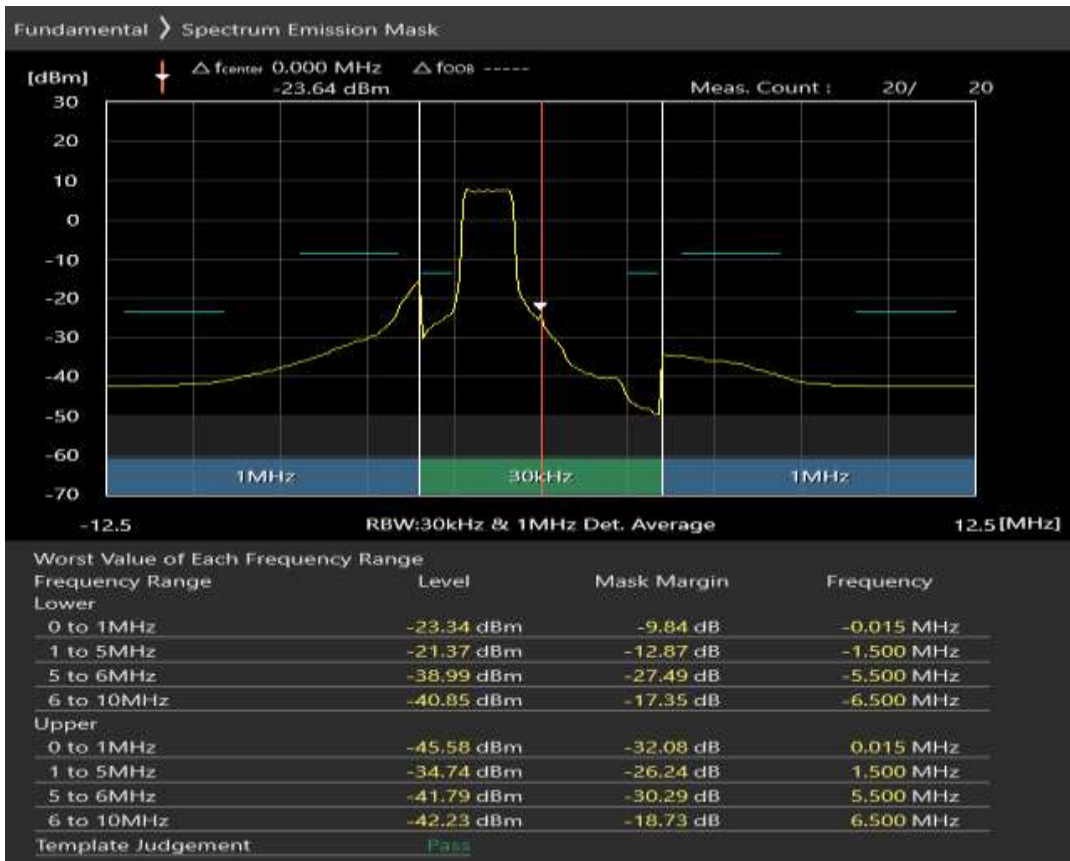 Fundamental 》 Spectrum Emission Mask
△ fcenter 0.000 MHz △ fOOB -----
[dBm] -23.64 dBm Meas. Count : 20/ 20
30
20
10
0
-10
-20
-30
-40
-50
-60
1MHz 30kHz 1MHz
-70
-12.5 RBW:30kHz & 1MHz Det. Average 12.5 [MHz]
Worst Value of Each Frequency Range
Frequency Range Level Mask Margin Frequency
Lower
0 to 1MHz -23.34 dBm -9.84 dB -0.015 MHz
1 to 5MHz -21.37 dBm -12.87 dB -1.500 MHz
5 to 6MHz -38.99 dBm -27.49 dB -5.500 MHz
6 to 10MHz -40.85 dBm -17.35 dB -6.500 MHz
Upper
0 to 1MHz -45.58 dBm -32.08 dB 0.015 MHz
1 to 5MHz -34.74 dBm -26.24 dB 1.500 MHz
5 to 6MHz -41.79 dBm -30.29 dB 5.500 MHz
6 to 10MHz -42.23 dBm -18.73 dB 6.500 MHz
Template Judgement Pass